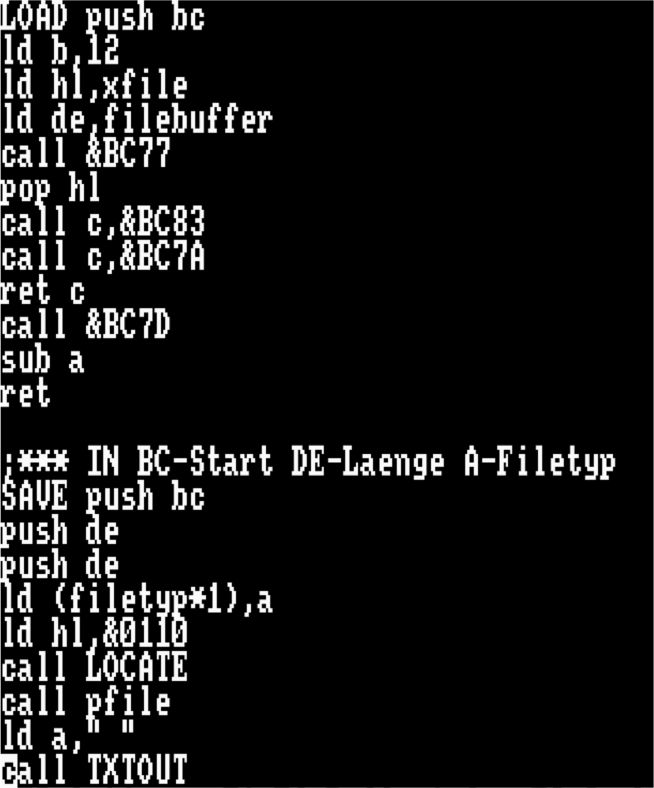 LOAD push bc
ld b,12
ld hl,xfile
ld de,filebuffer
call &BC77
pop hl
call c,&BC83
call c,&BC7A
ret c
call &BC7D
sub a
ret

;*** IN BC-Start DE-Laenge A-Filetyp
SAVE push bc
push de
push de
ld (filetyp*1),a
ld hl,&0110
call LOCATE
call pfile
ld a," "
call TXTOUT